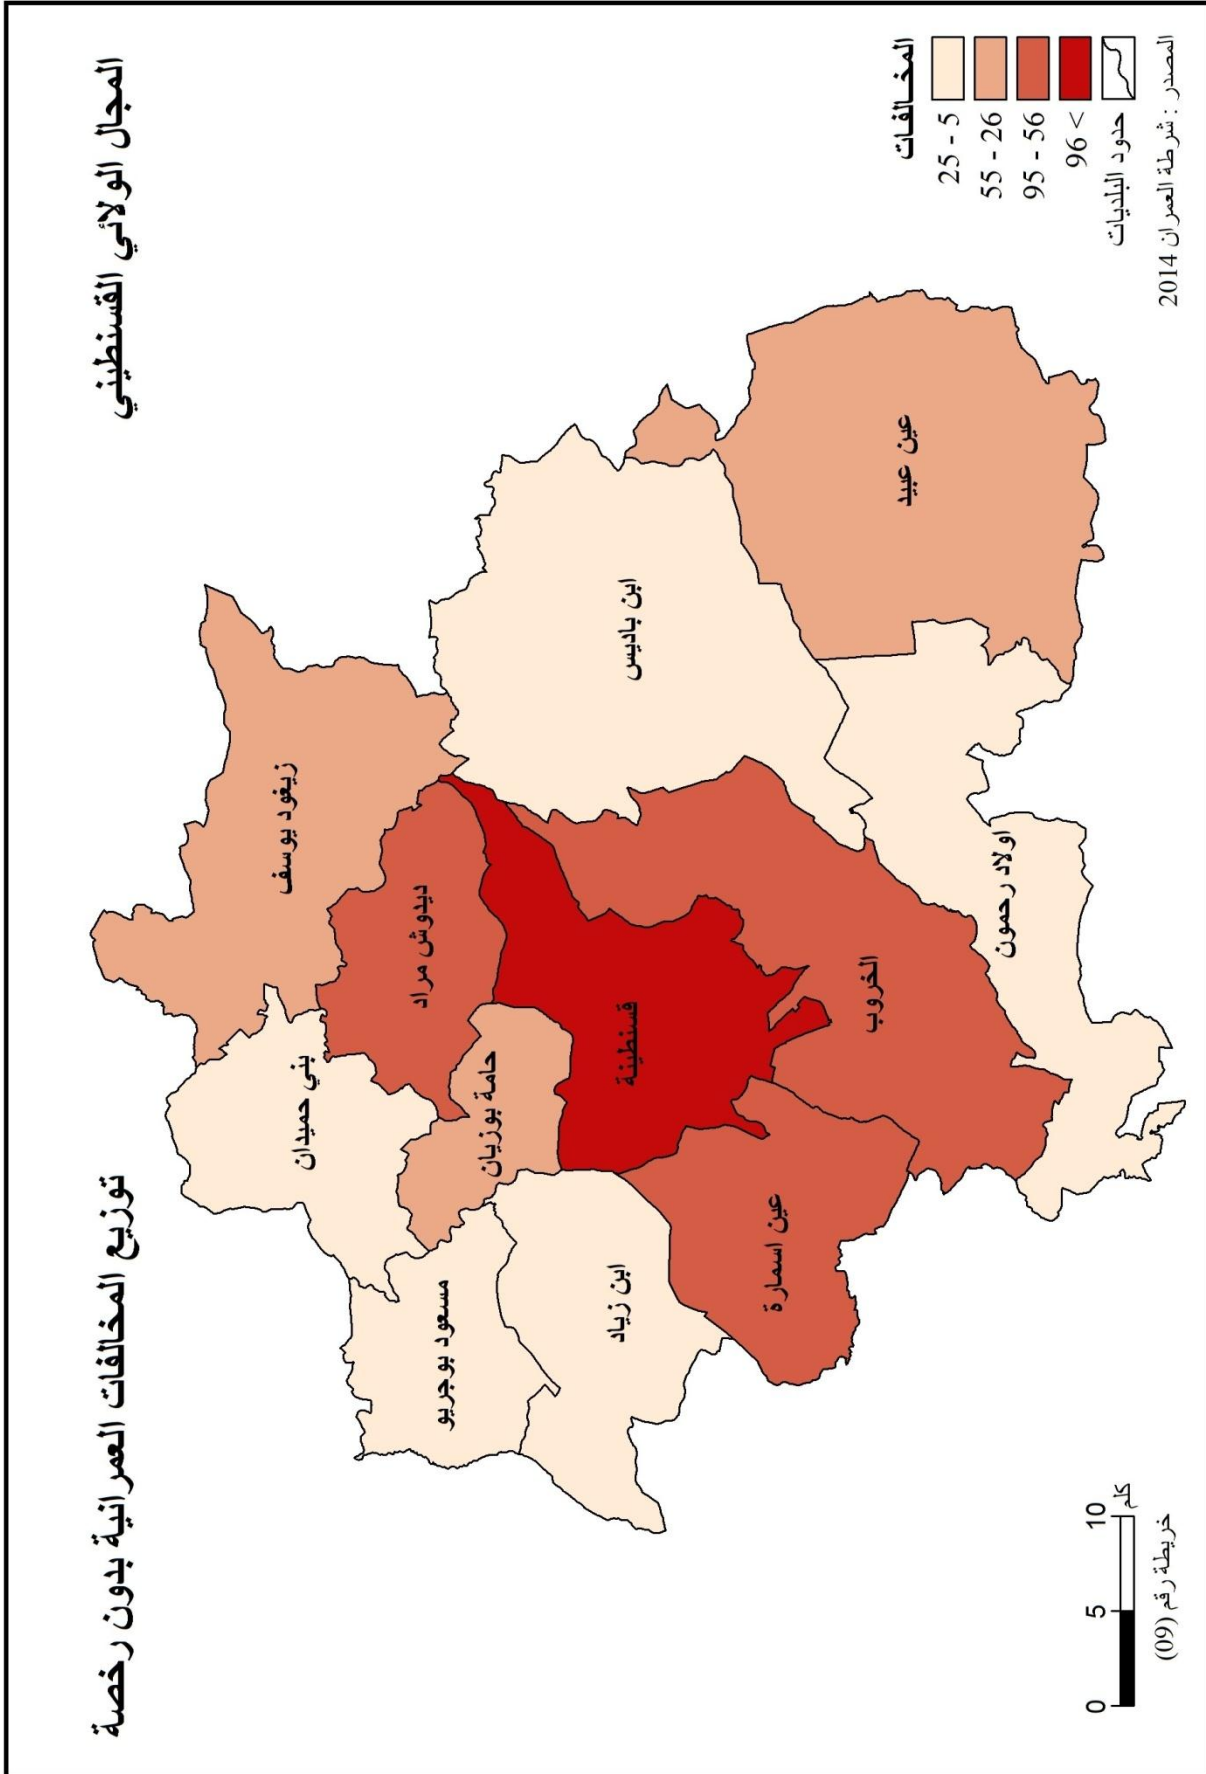 المجال الولائي القسنطيني
توزيع المخالفات العمرانية بدون رخصة
زيغود يوسف
بني حميدان
ديدوش مراد
حامة بوزيان
مسعود بوجريو
ابن باديس
قسنطينة
ابن زياد
عين اسمارة
الخروب
عين عبيد
اولاد رحمون
المخالفات
25 - 5
55 - 26
95 - 56
96 <
حدود البلديات
المصدر : شرطة العمران 2014
0 5 10
كلم
خريطة رقم (09)